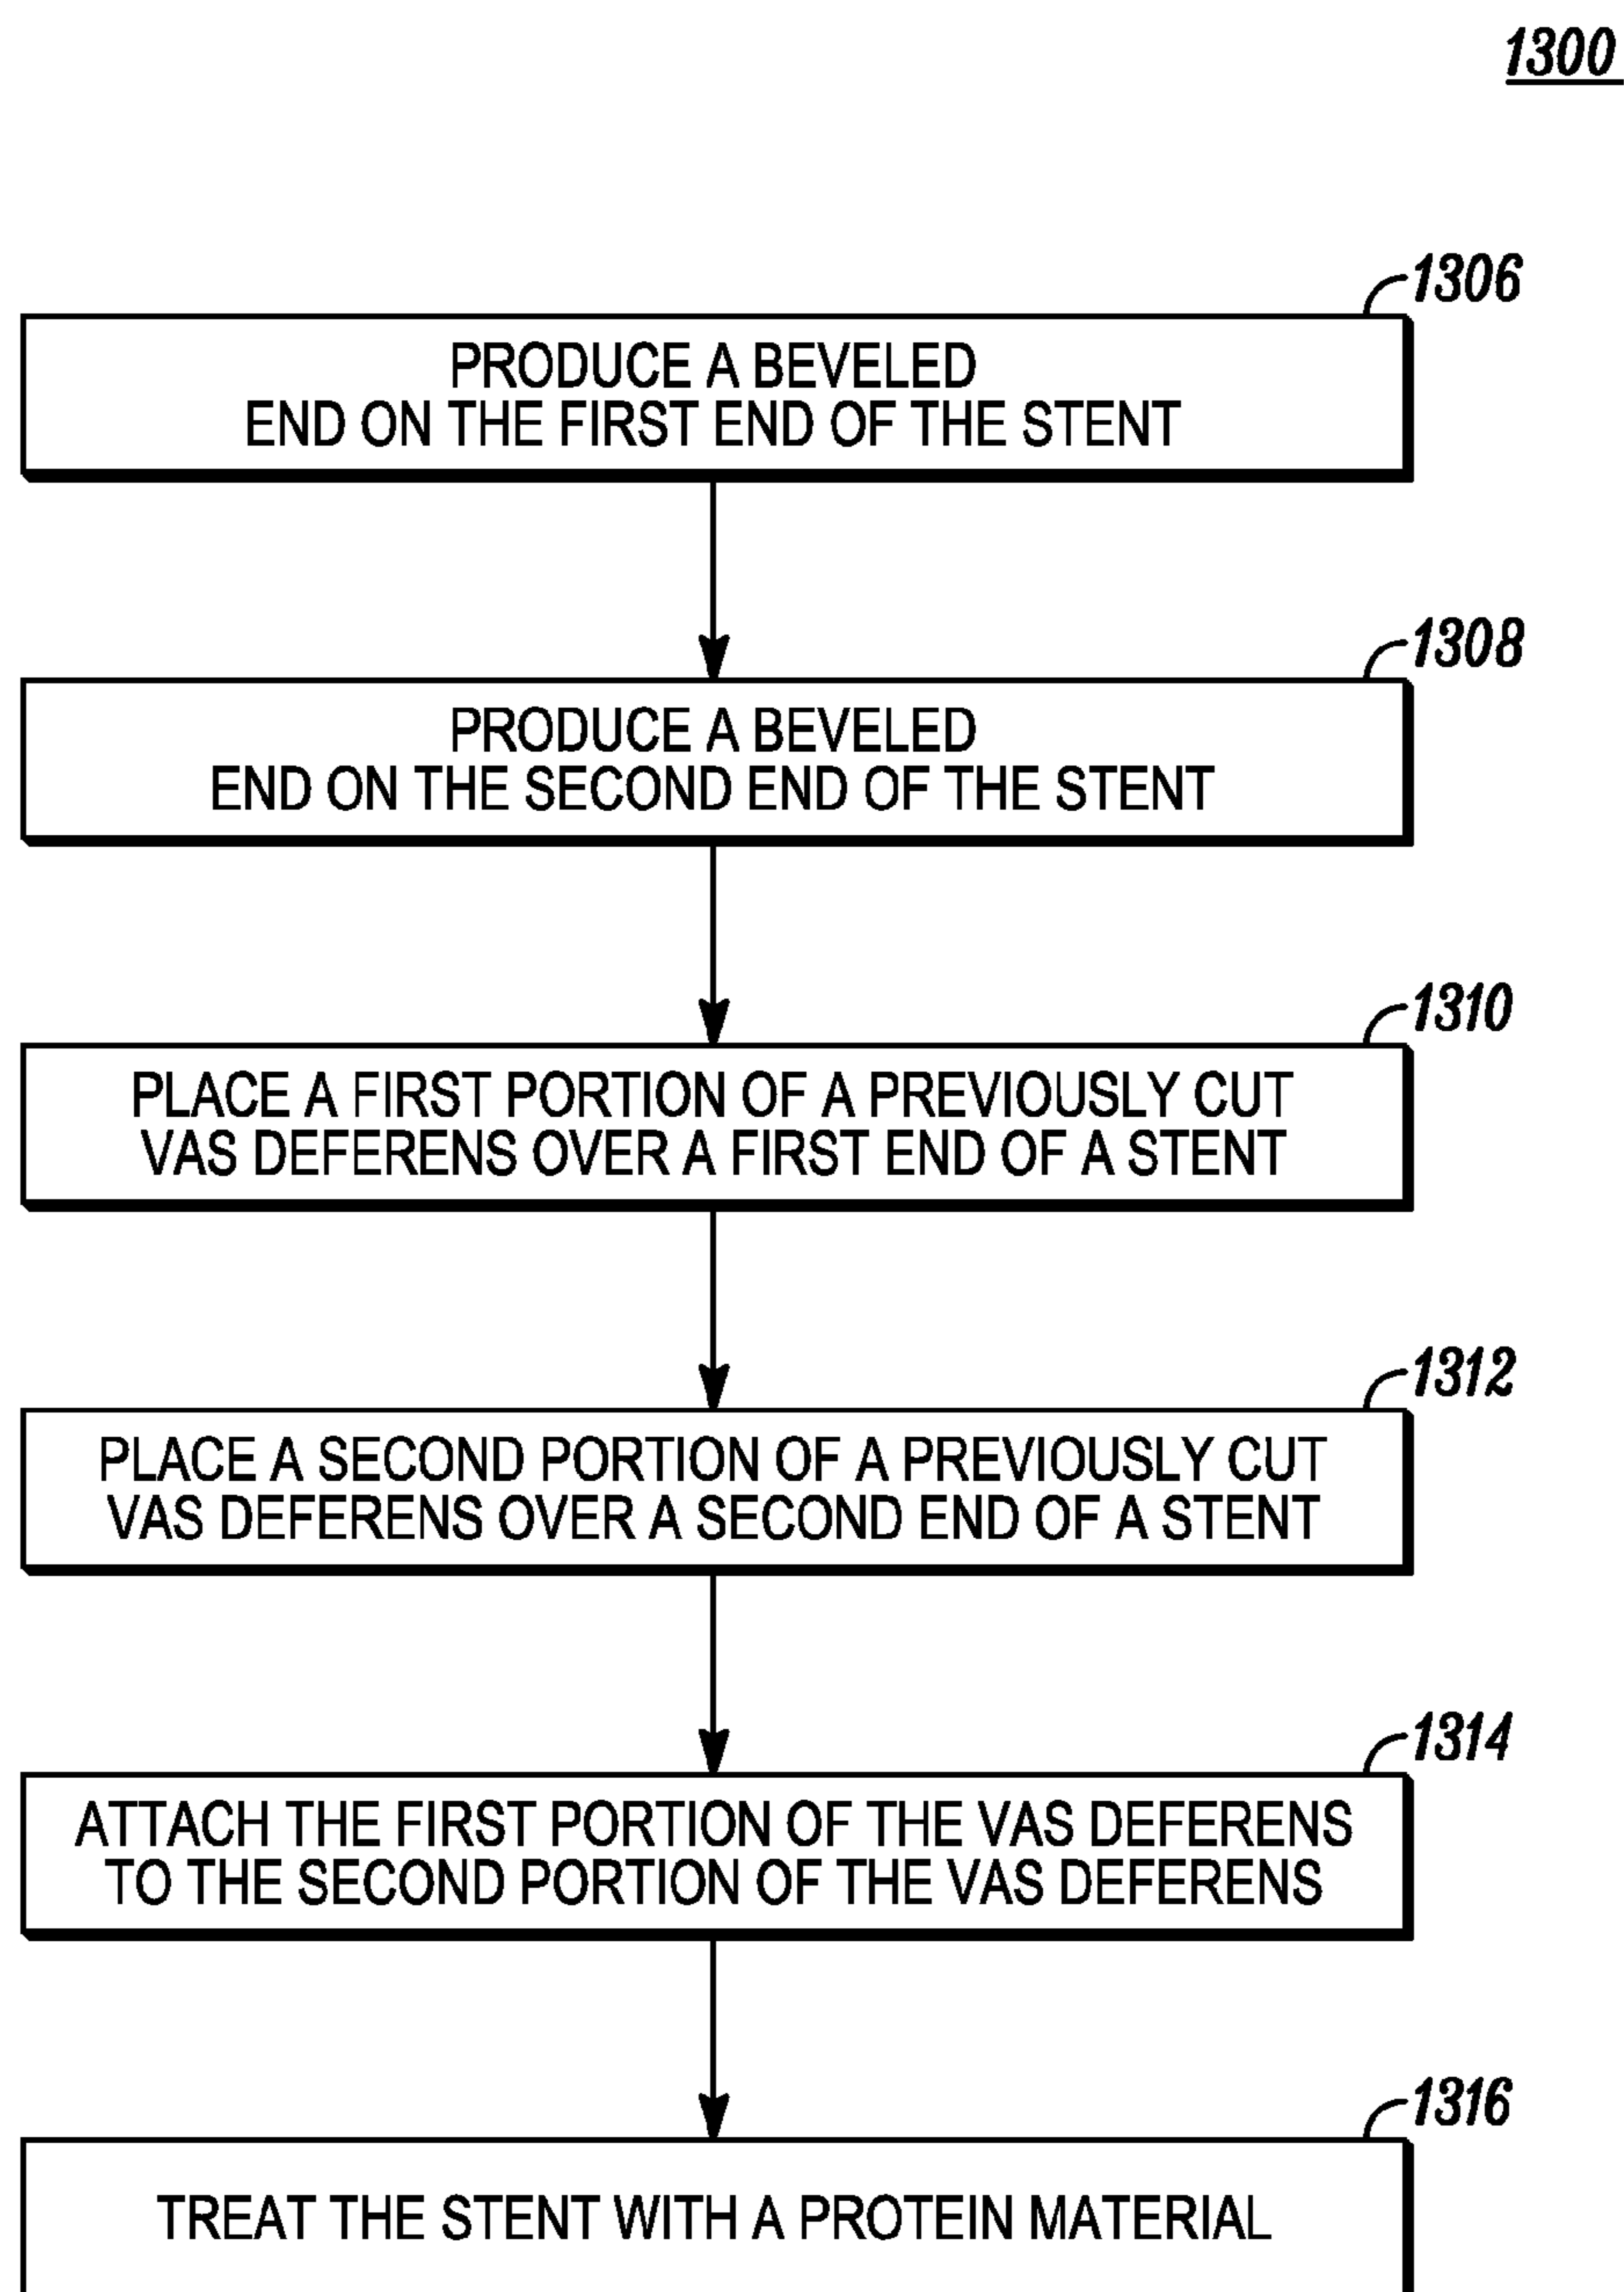 1300
1306
PRODUCE A BEVELED
END ON THE FIRST END OF THE STENT
1308
PRODUCE A BEVELED
END ON THE SECOND END OF THE STENT
1310
PLACE A FIRST PORTION OF A PREVIOUSLY CUT
VAS DEFERENS OVER A FIRST END OF A STENT
1312
PLACE A SECOND PORTION OF A PREVIOUSLY CUT
VAS DEFERENS OVER A SECOND END OF A STENT
1314
ATTACH THE FIRST PORTION OF THE VAS DEFERENS
TO THE SECOND PORTION OF THE VAS DEFERENS
1316
TREAT THE STENT WITH A PROTEIN MATERIAL